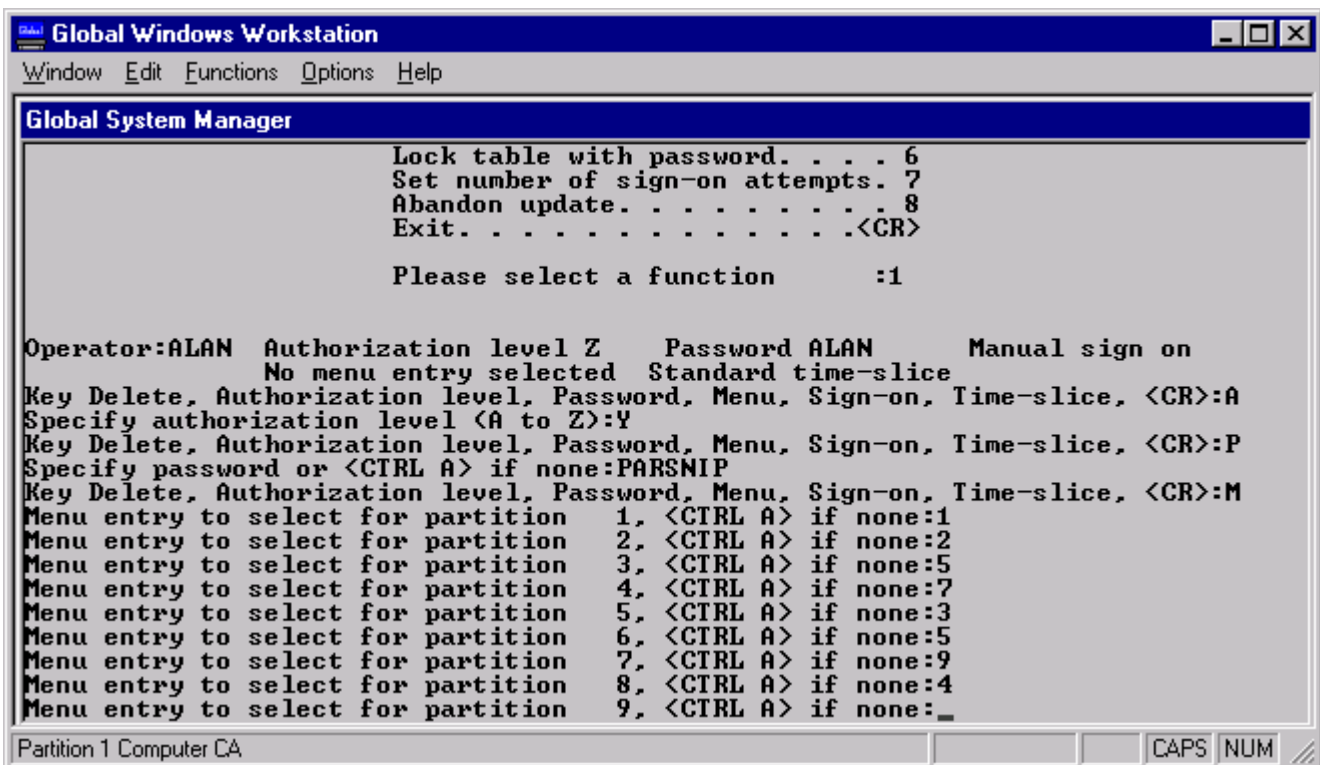 Global Windows Workstation
Window Edit Functions Options Help
Global System Manager
Lock table with password. . . . 6
Set number of sign-on attempts. 7
Abandon update. . . . . . . . . 8
Exit. . . . . . . . . . . . .<CR>
Please select a function :1
Operator:ALAN Authorization level Z Password ALAN Manual sign on
No menu entry selected Standard time-slice
Key Delete, Authorization level, Password, Menu, Sign-on, Time-slice, <CR>:A
Specify authorization level (A to Z):Y
Key Delete, Authorization level, Password, Menu, Sign-on, Time-slice, <CR>:P
Specify password or <CTRL A> if none:PARSNIP
Key Delete, Authorization level, Password, Menu, Sign-on, Time-slice, <CR>:M
Menu entry to select for partition 1, <CTRL A> if none:1
Menu entry to select for partition 2, <CTRL A> if none:2
Menu entry to select for partition 3, <CTRL A> if none:5
Menu entry to select for partition 4, <CTRL A> if none:7
Menu entry to select for partition 5, <CTRL A> if none:3
Menu entry to select for partition 6, <CTRL A> if none:5
Menu entry to select for partition 7, <CTRL A> if none:9
Menu entry to select for partition 8, <CTRL A> if none:4
Menu entry to select for partition 9, <CTRL A> if none:_
Partition 1 Computer CA CAPS NUM